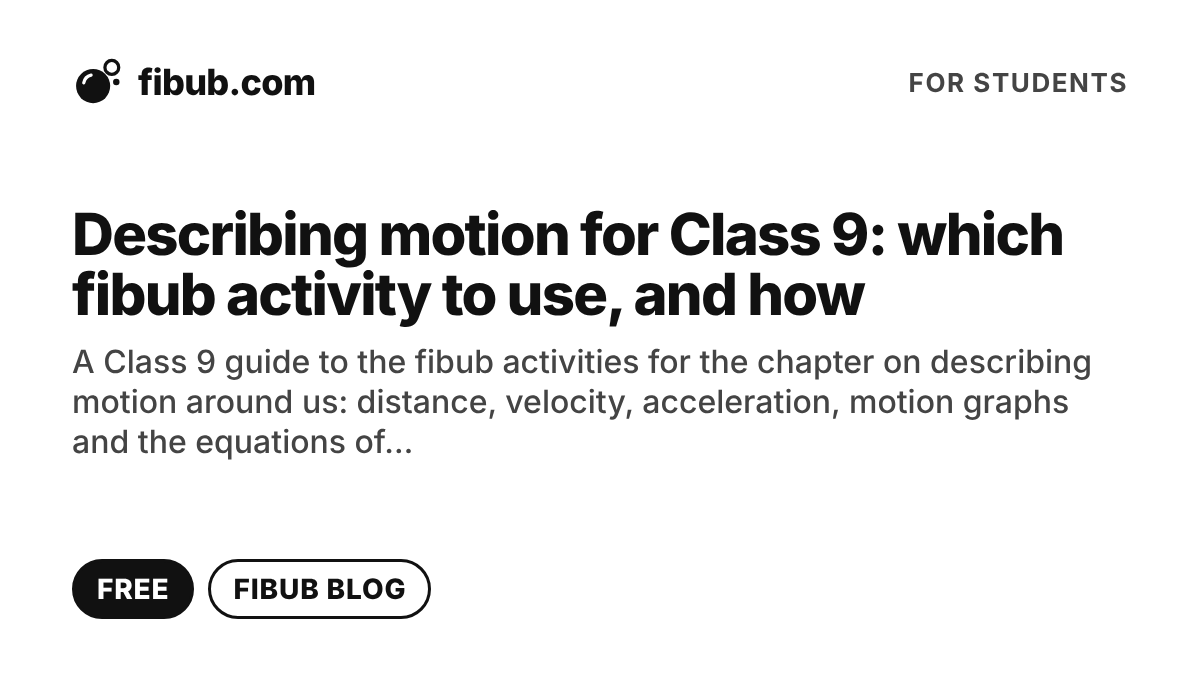 fibub.com
FOR STUDENTS
Describing motion for Class 9: which
fibub activity to use, and how
A Class 9 guide to the fibub activities for the chapter on describing
motion around us: distance, velocity, acceleration, motion graphs
and the equations of...
FREE
FIBUB BLOG